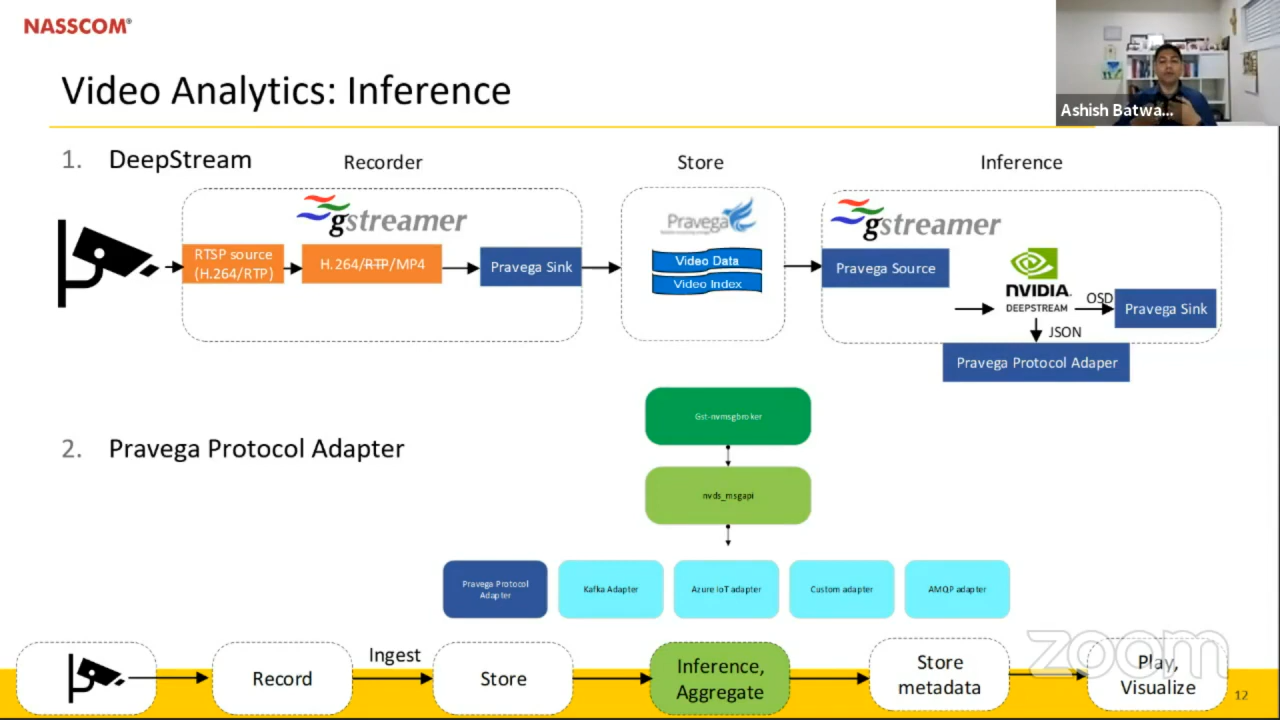 NASSCOM®
Video Analytics: Inference
Ashish Batwa...
1. DeepStream
Recorder
Store
Inference
gstreamer
RTSP source
(H.264/RTP)
H.264/RTP/MP4
Pravega Sink
Pravega
Video Data
Video Index
gstreamer
Pravega Source
NVIDIA.
DEEPSTREAM
OSD
Pravega Sink
JSON
Pravega Protocol Adaper
Gst-nvmsgbroker
2. Pravega Protocol Adapter
nvds_msgapi
Pravega Protocol
Adapter
Kafka Adapter
Azure IoT adapter
Custom adapter
AMQP adapter
Record
Ingest
Store
Inference,
Aggregate
Store
metadata
Play,
Visualize
zoom
12